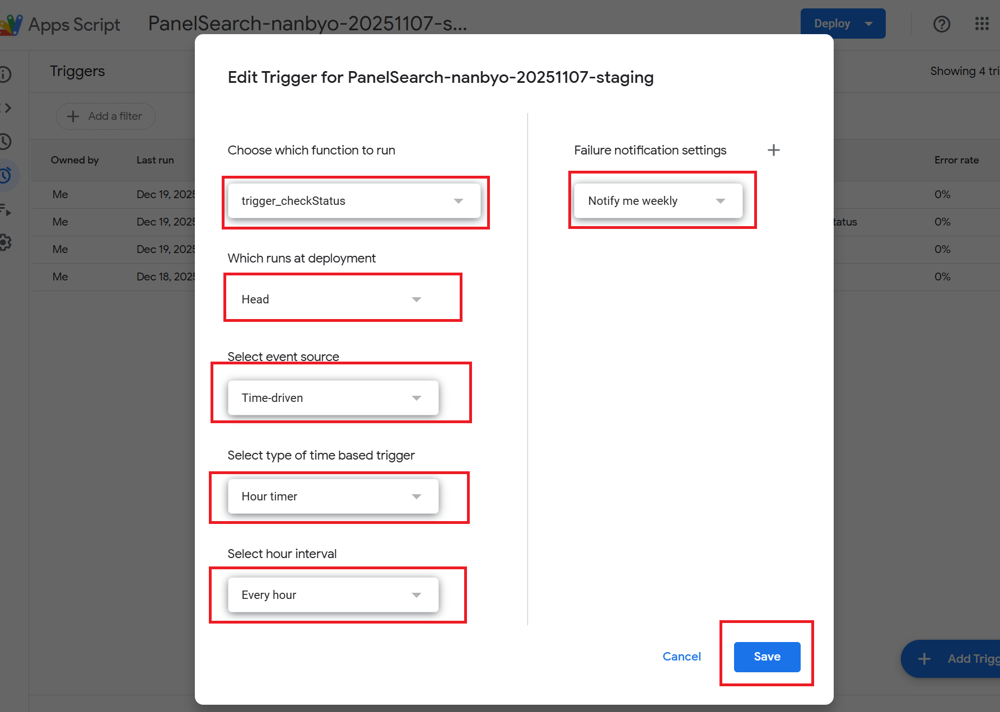 Apps Script
PanelSearch-nanbyo-20251107-s...
Deploy
Triggers
Showing 4 tri
Add a filter
Owned by
Last run
Error rate
Me
Dec 19, 2025
0%
Me
Dec 19, 2025
tatus
0%
Me
Dec 19, 2025
0%
Me
Dec 18, 2025
0%
Add Trigg
Edit Trigger for PanelSearch-nanbyo-20251107-staging
Choose which function to run
trigger_checkStatus
Which runs at deployment
Head
Select event source
Time-driven
Select type of time based trigger
Hour timer
Select hour interval
Every hour
Failure notification settings
Notify me weekly
Cancel
Save